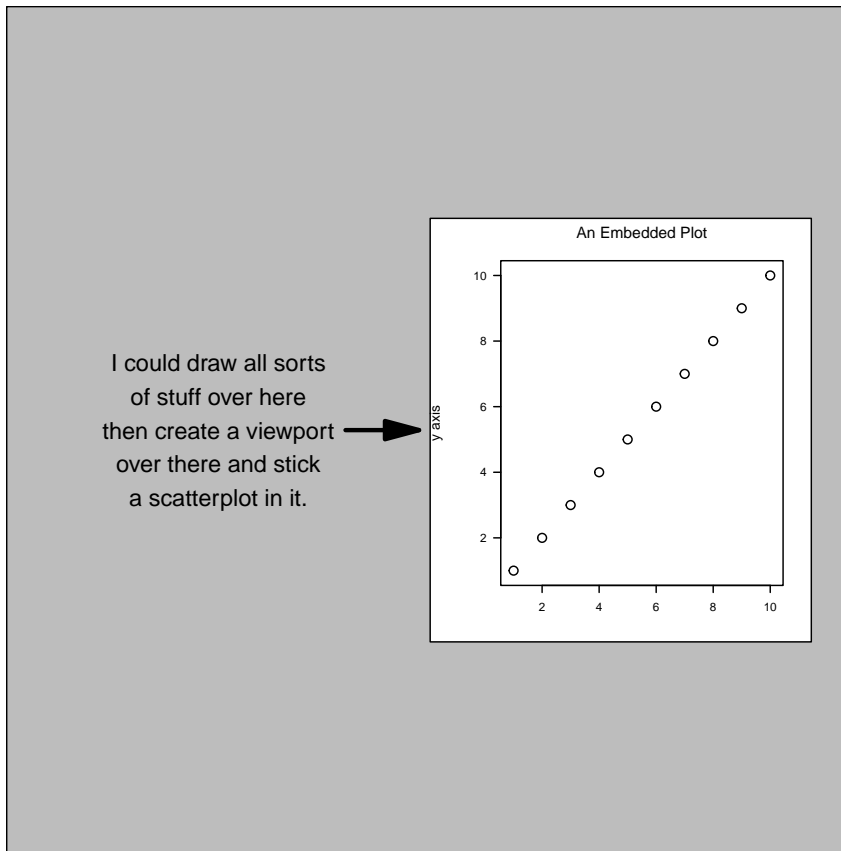 I could draw all sorts
of stuff over here
then create a viewport
over there and stick
a scatterplot in it.
An Embedded Plot
y axis
10
8
6
4
2
2 4 6 8 10